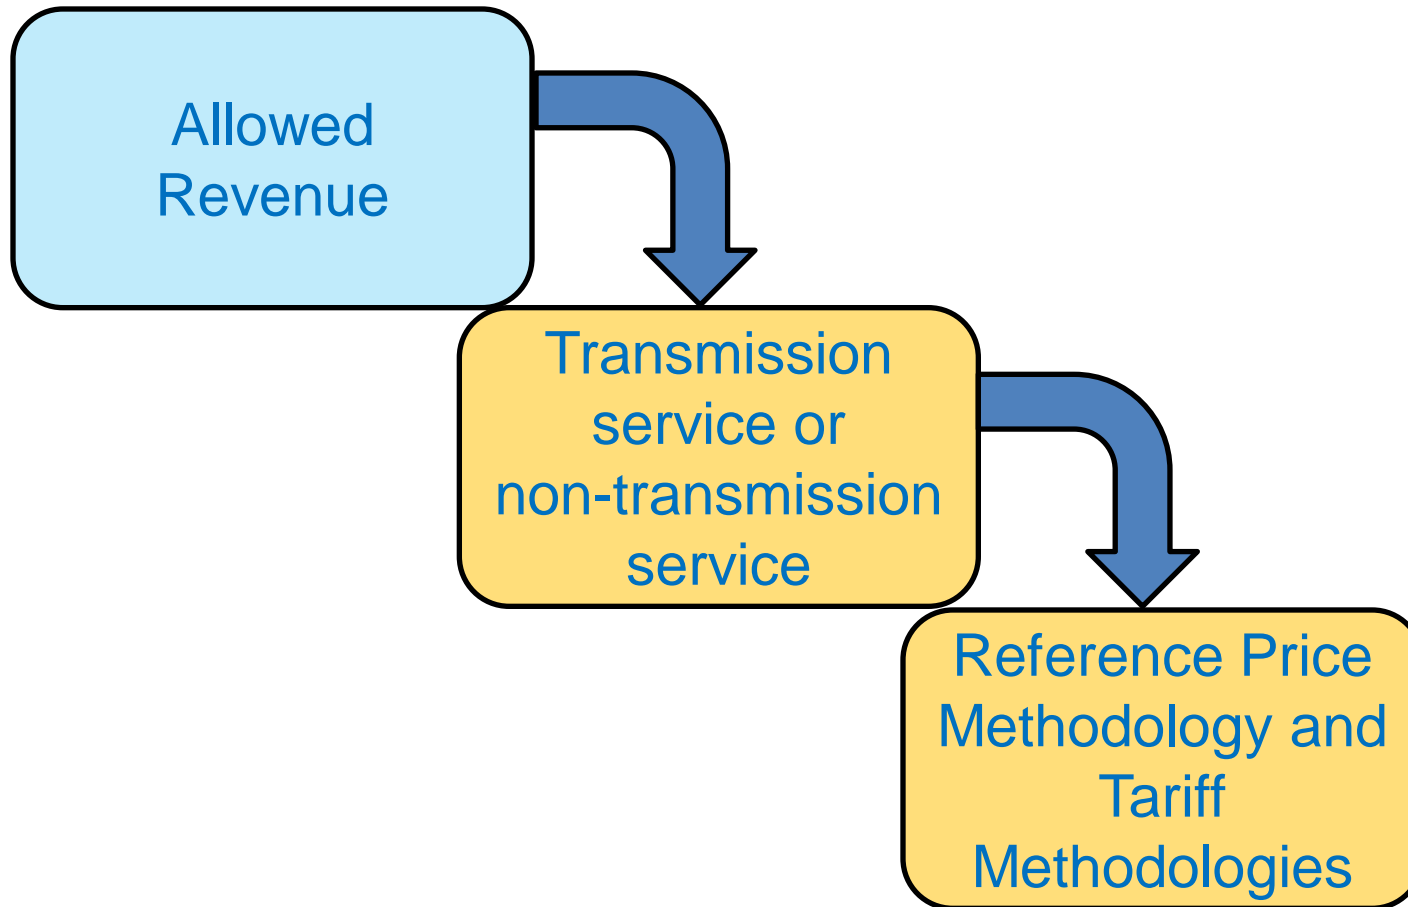 Allowed
Revenue
Transmission
service or
non-transmission
service
Reference Price
Methodology and
Tariff
Methodologies